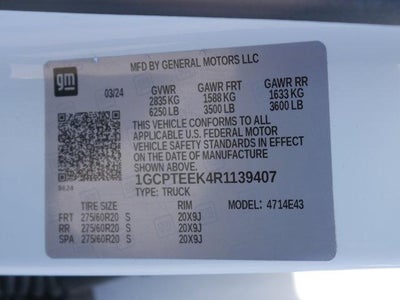 MFD BY GENERAL MOTORS LLC
gm
03/24 GVWR GAWR FRT GAWR RR
2835 KG 1588 KG 1633 KG
6250 LB 3500 LB 3600 LB
THIS VEHICLE CONFORMS TO ALL
APPLICABLE U.S. FEDERAL MOTOR
VEHICLE SAFETY STANDARDS IN
EFFECT ON THE DATE OF MANUFACTURE
SHOWN ABOVE.
1GCPTEEK4R1139407
TYPE: TRUCK
TIRE SIZE RIM MODEL: 4714E43
FRT 275/60R20 S 20X9J
RR 275/60R20 S 20X9J
SPA 275/60R20 S 20X9J